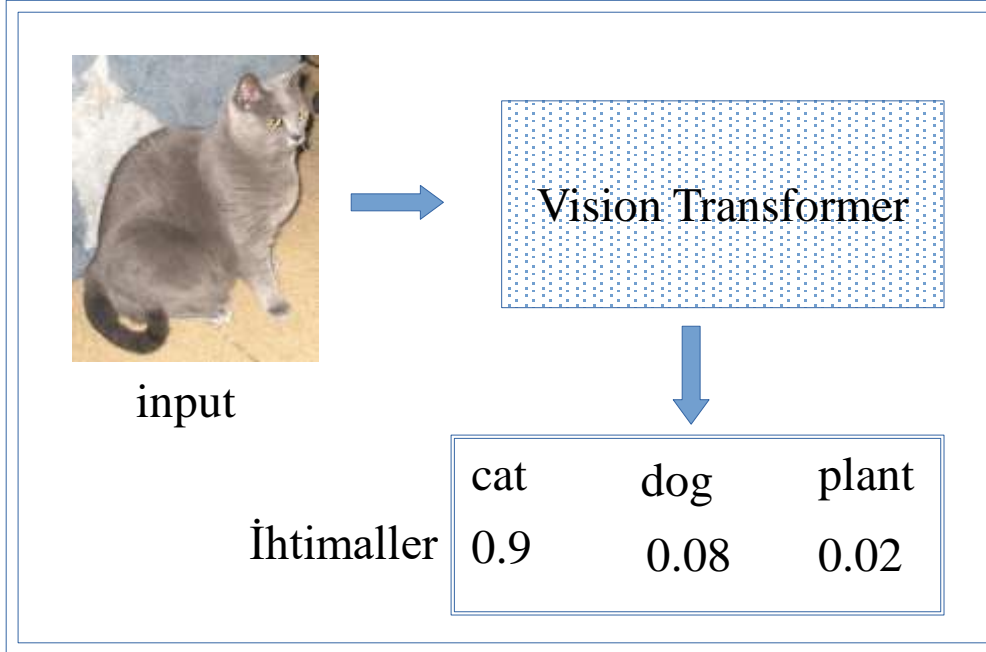 Vision Transformer
input
cat dog plant
İhtimaller 0.9 0.08 0.02